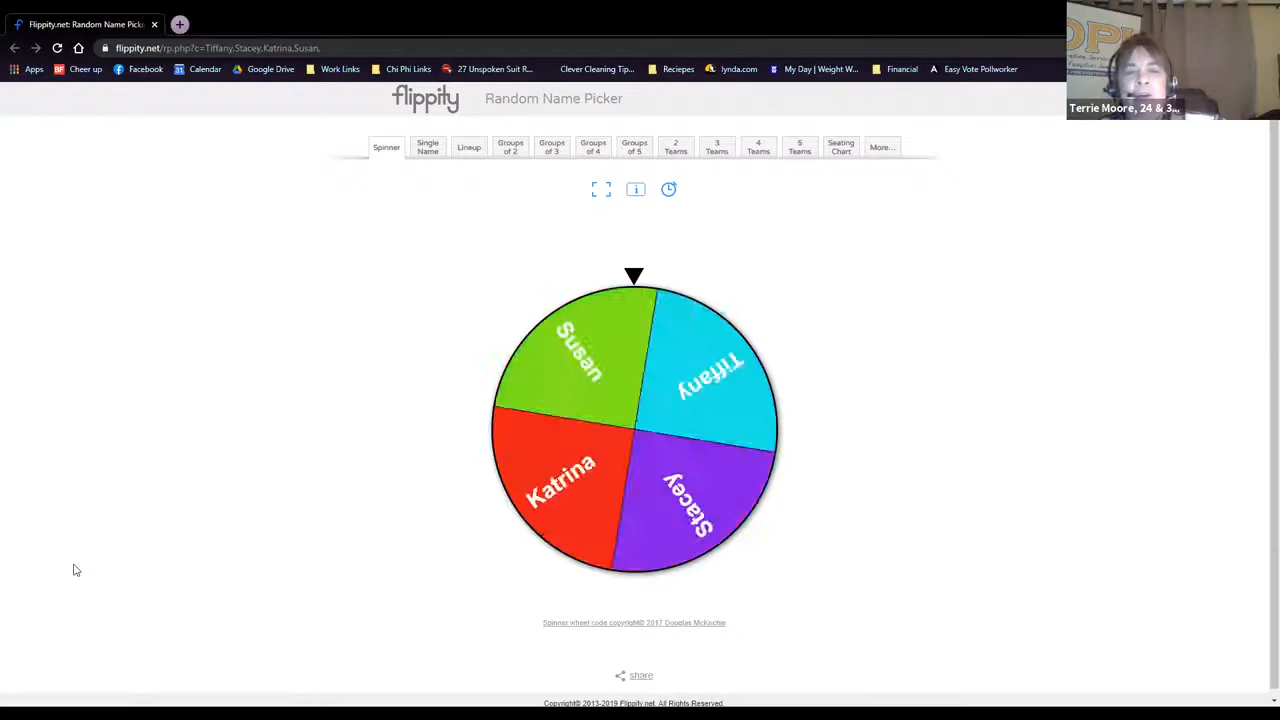 Flippity.net: Random Name Picke
flippity.net/rp.php?c=Tiffany,Stacey,Katrina,Susan,
Apps BF Cheer up Facebook 31 Calendar Google Drive Work Links Phi Links 27 Unspoken Suit R... Clever Cleaning Tip... Reciepes lynda.com My Day | Weight W... Financial Easy Vote Pollworker
Terrie Moore, 24 & 3...
flippity Random Name Picker
Spinner
Single
Name
Lineup
Groups
of 2
Groups
of 3
Groups
of 4
Groups
of 5
2
Teams
3
Teams
4
Teams
5
Teams
Seating
Chart
More...
Susan
Tiffany
Katrina
Stacey
Spinner wheel code copyright© 2017 Douglas McKechie
share
Copyright© 2013-2019 Flippity.net. All Rights Reserved.